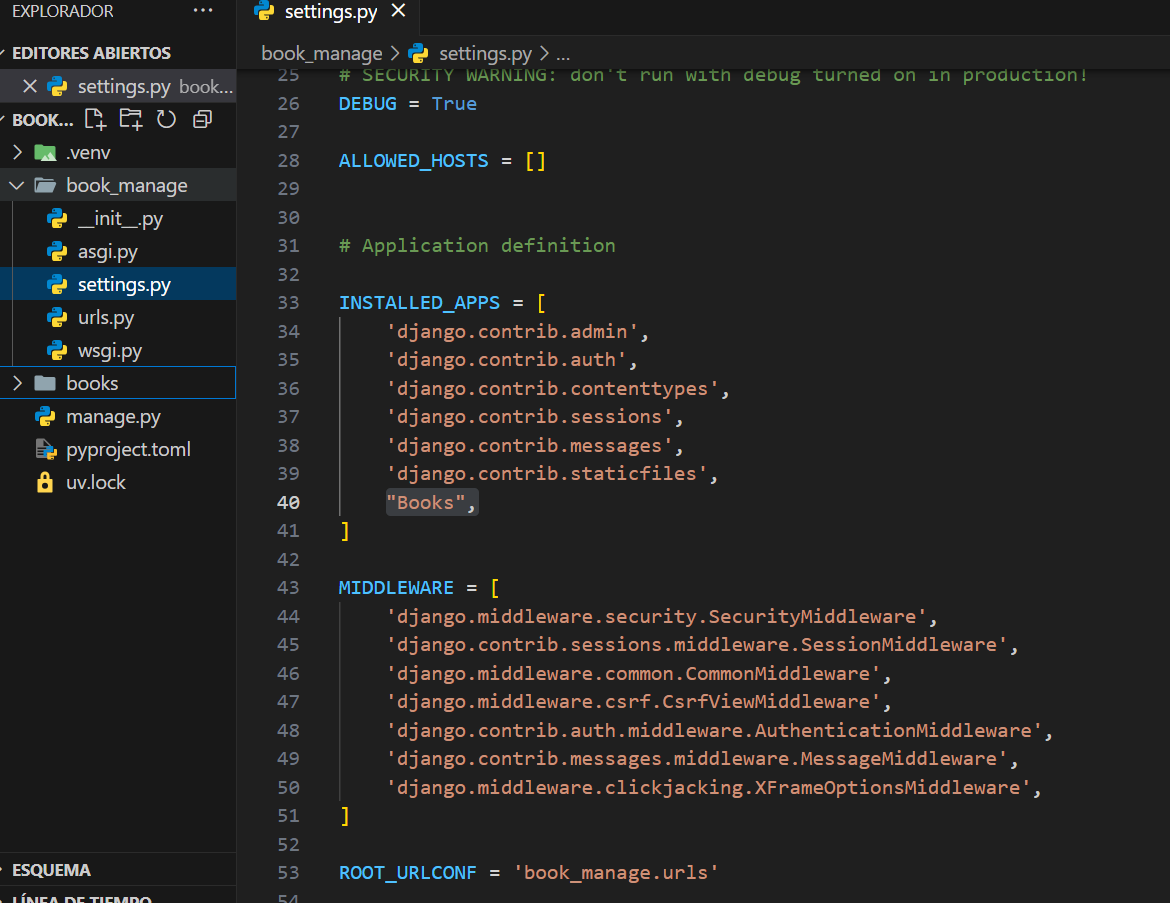 EXPLORADOR ...
EDITORES ABIERTOS
settings.py book...
BOOK...
.venv
book_manage
__init__.py
asgi.py
settings.py
urls.py
wsgi.py
books
manage.py
pyproject.toml
uv.lock
ESQUEMA
LÍNEA DE TIEMPO
settings.py
book_manage > settings.py > ...
25 # SECURITY WARNING: don't run with debug turned on in production!
26 DEBUG = True
27
28 ALLOWED_HOSTS = []
29
30
31 # Application definition
32
33 INSTALLED_APPS = [
34     'django.contrib.admin',
35     'django.contrib.auth',
36     'django.contrib.contenttypes',
37     'django.contrib.sessions',
38     'django.contrib.messages',
39     'django.contrib.staticfiles',
40     "Books",
41 ]
42
43 MIDDLEWARE = [
44     'django.middleware.security.SecurityMiddleware',
45     'django.contrib.sessions.middleware.SessionMiddleware',
46     'django.middleware.common.CommonMiddleware',
47     'django.middleware.csrf.CsrfViewMiddleware',
48     'django.contrib.auth.middleware.AuthenticationMiddleware',
49     'django.contrib.messages.middleware.MessageMiddleware',
50     'django.middleware.clickjacking.XFrameOptionsMiddleware',
51 ]
52
53 ROOT_URLCONF = 'book_manage.urls'
54